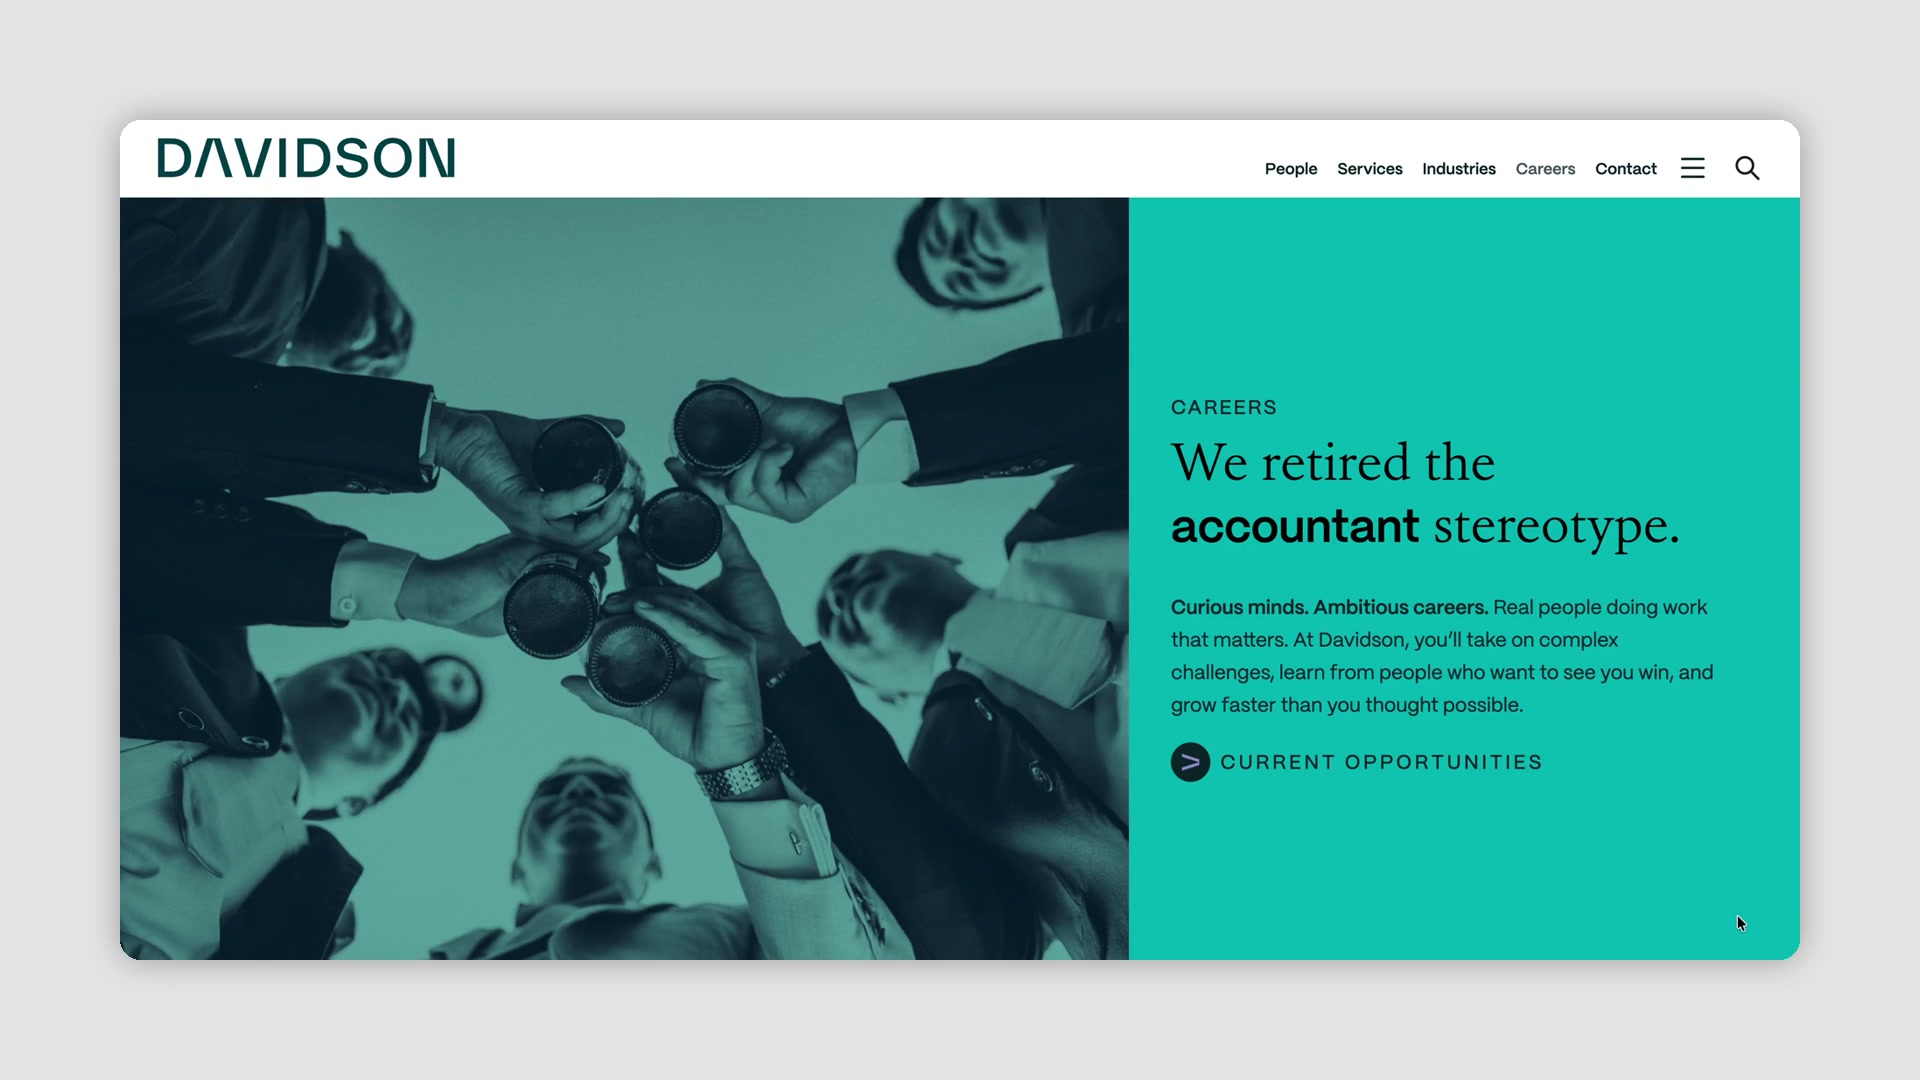 DAVIDSON
People Services Industries Careers Contact
CAREERS
We retired the
accountant stereotype.
Curious minds. Ambitious careers. Real people doing work
that matters. At Davidson, you’ll take on complex
challenges, learn from people who want to see you win, and
grow faster than you thought possible.
CURRENT OPPORTUNITIES